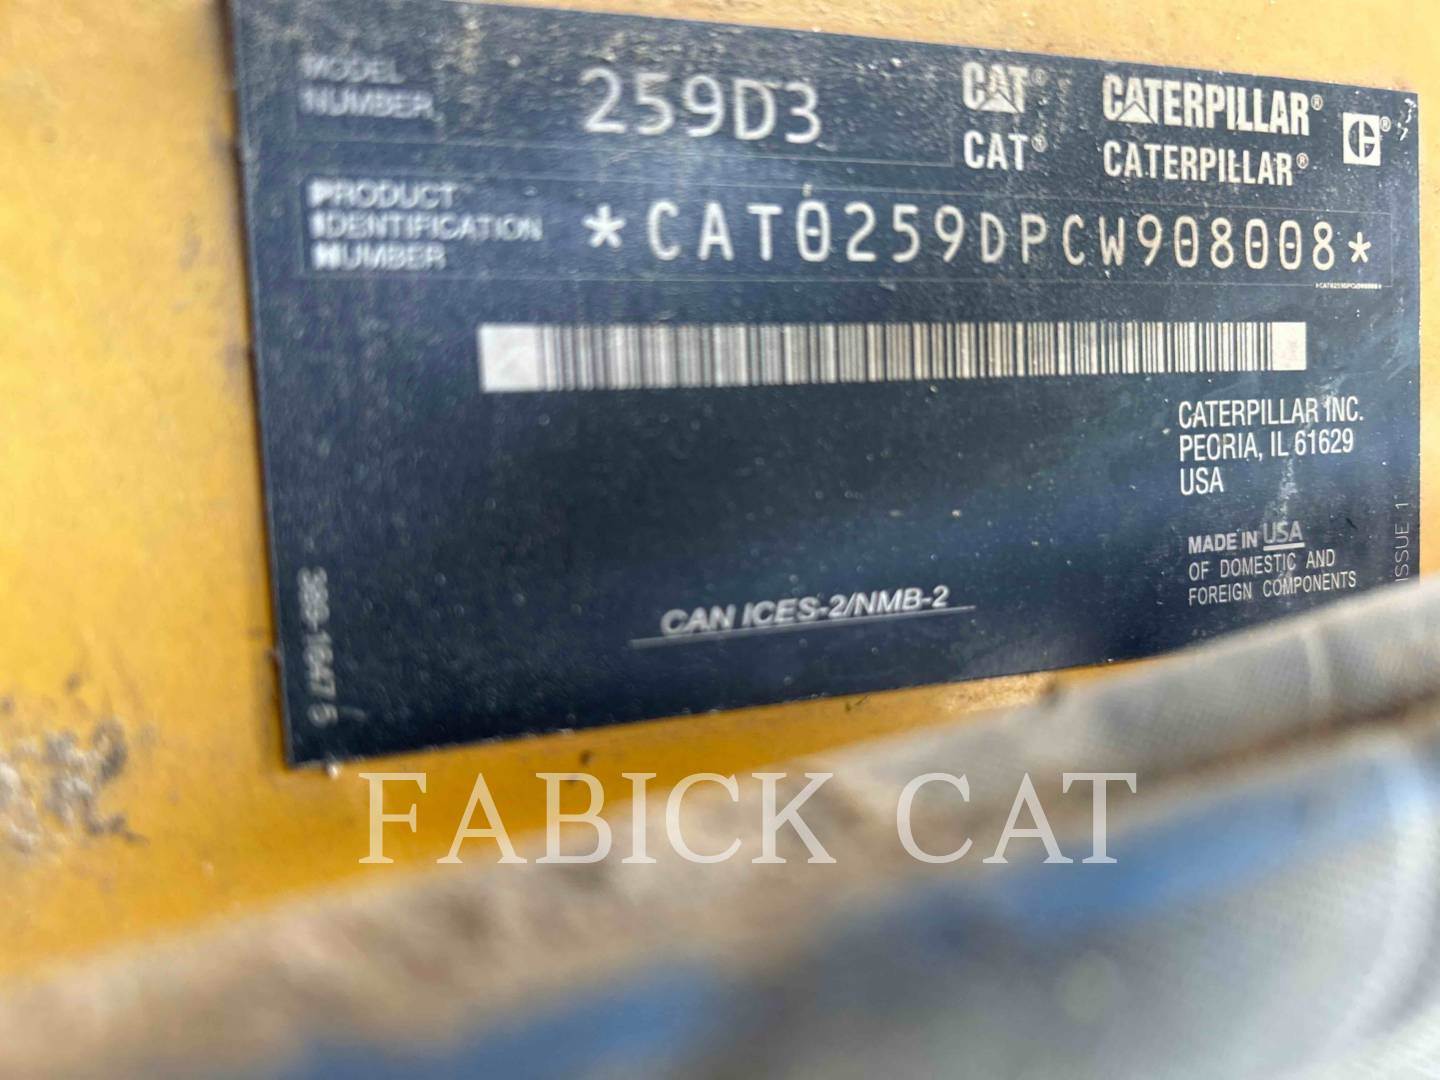 MODEL
NUMBER
259D3
CAT® CATERPILLAR®
CAT® CATERPILLAR®
PRODUCT
IDENTIFICATION
NUMBER
*CAT0259DPCW908008*
*CAT0259DPCW908008*
CATERPILLAR INC.
PEORIA, IL 61629
USA
MADE IN USA
OF DOMESTIC AND
FOREIGN COMPONENTS
ISSUE 1
CAN ICES-2/NMB-2
FABICK CAT